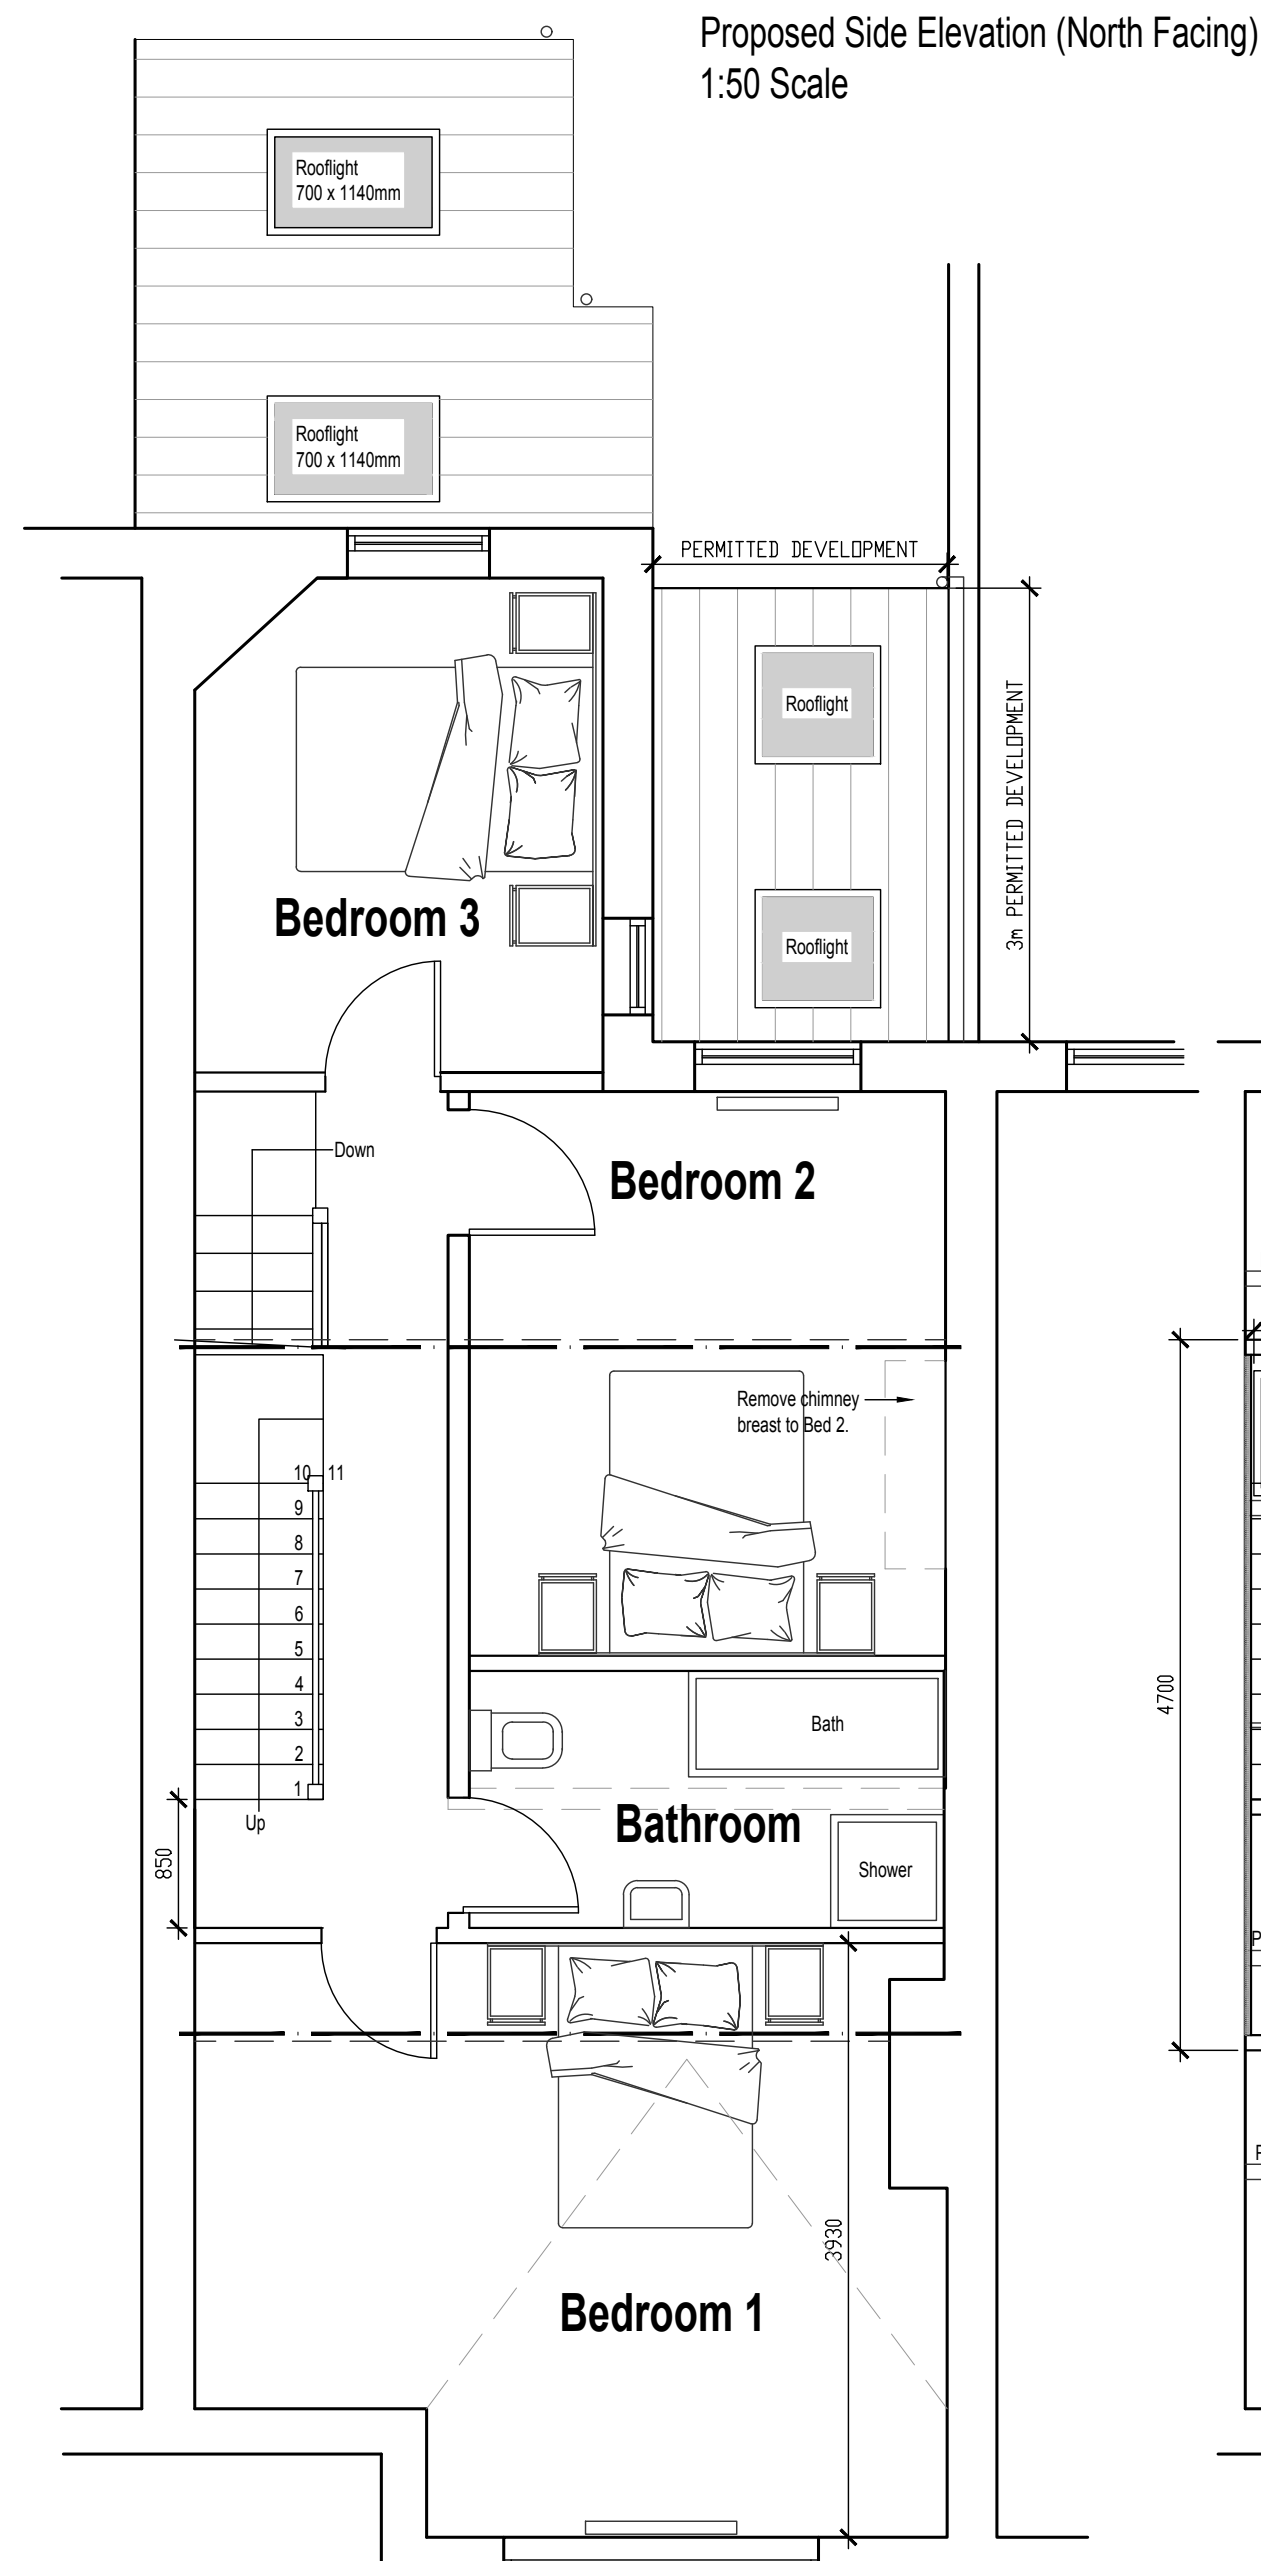 Proposed Side Elevation (North Facing)
1:50 Scale
Rooflight
700 x 1140mm
Rooflight
700 x 1140mm
PERMITTED DEVELOPMENT
Rooflight
3m PERMITTED DEVELOPMENT
Bedroom 3
Rooflight
Down
Bedroom 2
Remove chimney
breast to Bed 2.
10 11
9
8
7
6
5
4
3
2
1
Up
4700
Bath
Bathroom
850
Shower
3930
Bedroom 1